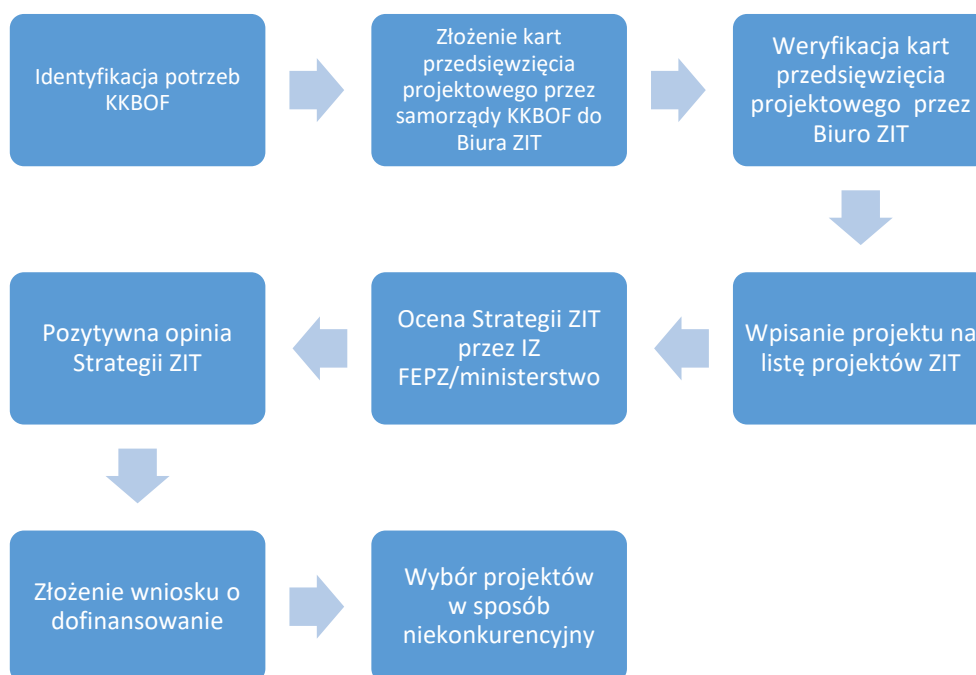 Identyfikacja potrzeb
KKBOF
Złożenie kart
przedsięwzięcia
projektowego przez
samorządy KKBOF do
Biura ZIT
Weryfikacja kart
przedsięwzięcia
projektowego przez
Biuro ZIT
Wpisanie projektu na
listę projektów ZIT
Ocena Strategii ZIT
przez IZ
FEPZ/ministerstwo
Pozytywna opinia
Strategii ZIT
Złożenie wniosku o
dofinansowanie
Wybór projektów
w sposób
niekonkurencyjny